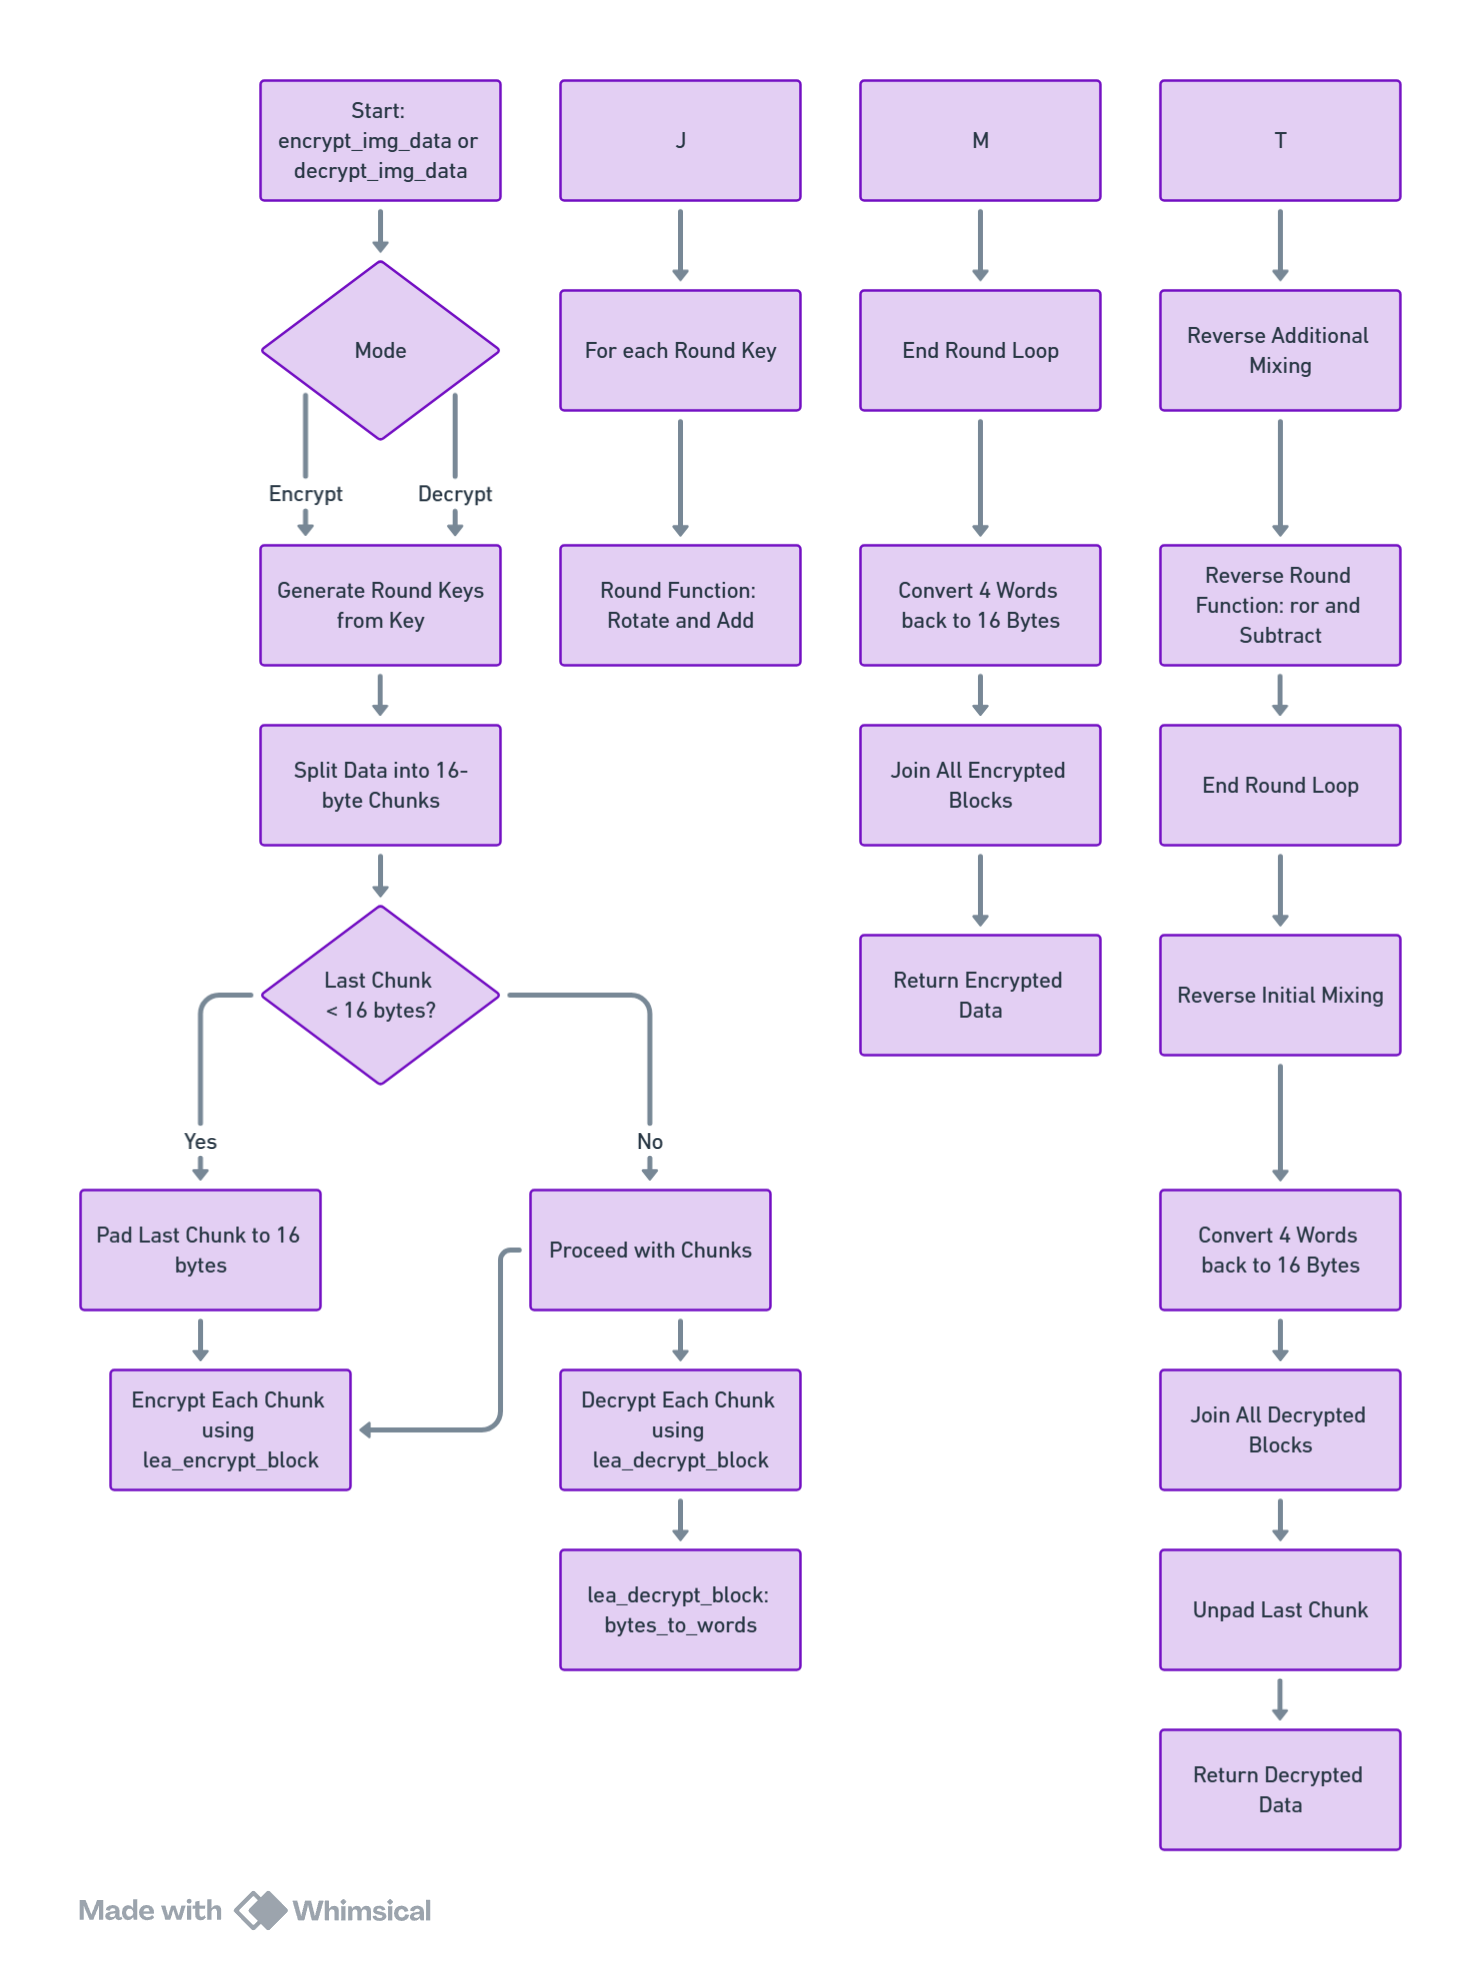 Start:
encrypt_img_data or
decrypt_img_data
Mode
Encrypt
Decrypt
Generate Round Keys
from Key
Split Data into 16-
byte Chunks
Last Chunk
< 16 bytes?
Yes
No
Pad Last Chunk to 16
bytes
Proceed with Chunks
Encrypt Each Chunk
using
lea_encrypt_block
Decrypt Each Chunk
using
lea_decrypt_block
lea_decrypt_block:
bytes_to_words
J
For each Round Key
Round Function:
Rotate and Add
M
End Round Loop
Convert 4 Words
back to 16 Bytes
Join All Encrypted
Blocks
Return Encrypted
Data
T
Reverse Additional
Mixing
Reverse Round
Function: ror and
Subtract
End Round Loop
Reverse Initial Mixing
Convert 4 Words
back to 16 Bytes
Join All Decrypted
Blocks
Unpad Last Chunk
Return Decrypted
Data
Made with Whimsical